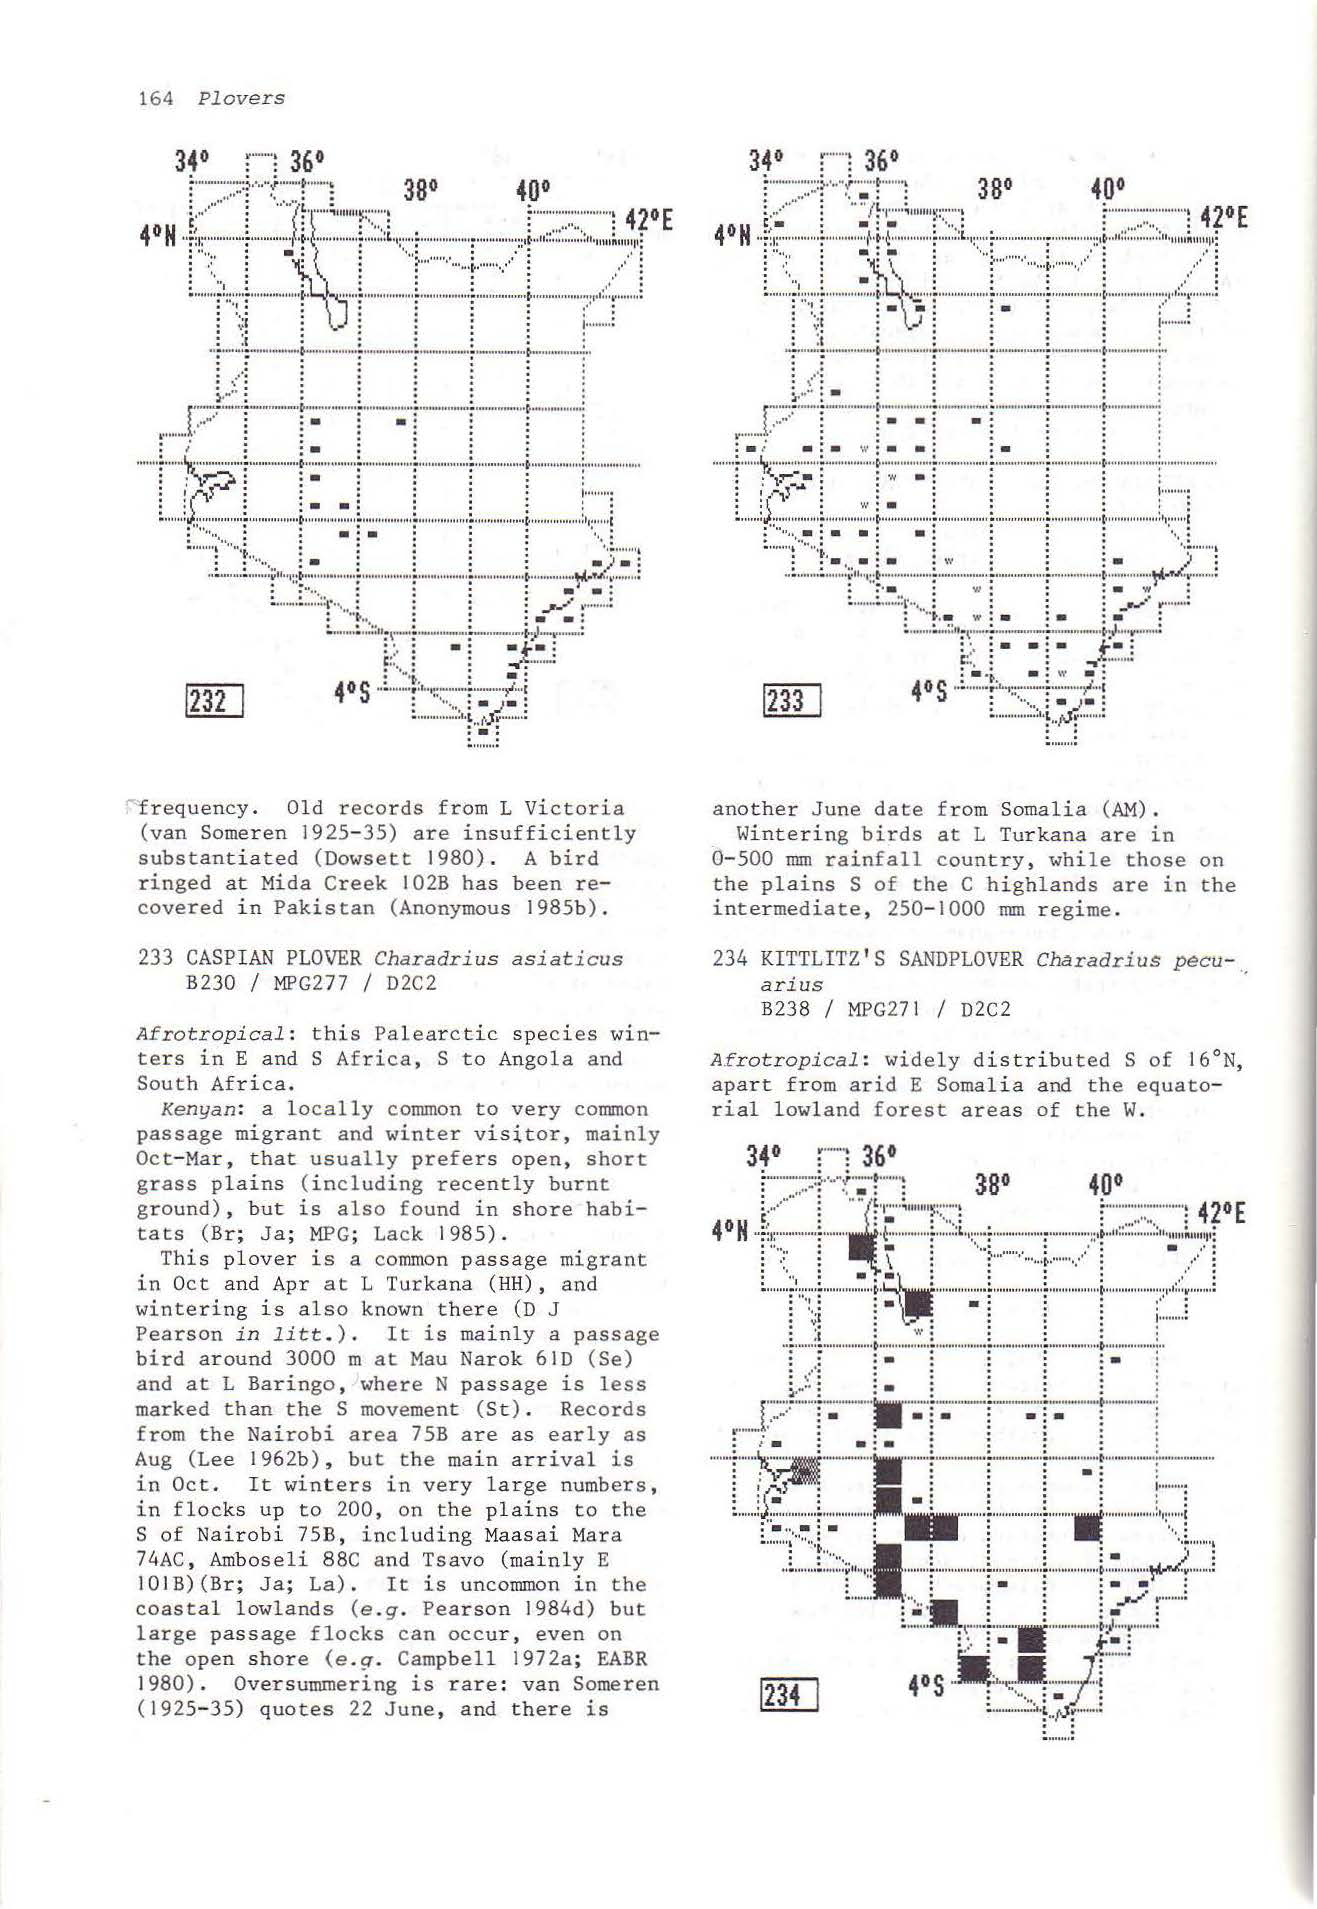 164 Plovers
34° 36°
38° 40°
42°E
4°N
4°S
232
34° 36°
38° 40°
42°E
4°N
w
w
w
w
w
w
w
w
4°S
233
frequency. Old records from L Victoria
(van Someren 1925-35) are insufficiently
substantiated (Dowsett 1980). A bird
ringed at Mida Creek 102B has been re-
covered in Pakistan (Anonymous 1985b).
233 CASPIAN PLOVER Charadrius asiaticus
B230 / MPG277 / D2C2
Afrotropical: this Palearctic species win-
ters in E and S Africa, S to Angola and
South Africa.
Kenyan: a locally common to very common
passage migrant and winter visitor, mainly
Oct-Mar, that usually prefers open, short
grass plains (including recently burnt
ground), but is also found in shore habi-
tats (Br; Ja; MPG; Lack 1985).
This plover is a common passage migrant
in Oct and Apr at L Turkana (HH), and
wintering is also known there (D J
Pearson in litt.). It is mainly a passage
bird around 3000 m at Mau Narok 61D (Se)
and at L Baringo, where N passage is less
marked than the S movement (St). Records
from the Nairobi area 75B are as early as
Aug (Lee 1962b), but the main arrival is
in Oct. It winters in very large numbers,
in flocks up to 200, on the plains to the
S of Nairobi 75B, including Maasai Mara
74AC, Amboseli 88C and Tsavo (mainly E
101B)(Br; Ja; La). It is uncommon in the
coastal lowlands (e.g. Pearson 1984d) but
large passage flocks can occur, even on
the open shore (e.g. Campbell 1972a; EABR
1980). Oversummering is rare: van Someren
(1925-35) quotes 22 June, and there is
another June date from Somalia (AM).
Wintering birds at L Turkana are in
0-500 mm rainfall country, while those on
the plains S of the C highlands are in the
intermediate, 250-1000 mm regime.
234 KITTLITZ'S SANDPLOVER Charadrius pecu-
arius
B238 / MPG271 / D2C2
Afrotropical: widely distributed S of 16°N,
apart from arid E Somalia and the equato-
rial lowland forest areas of the W.
34° 36°
38° 40°
42°E
4°N
w
4°S
234